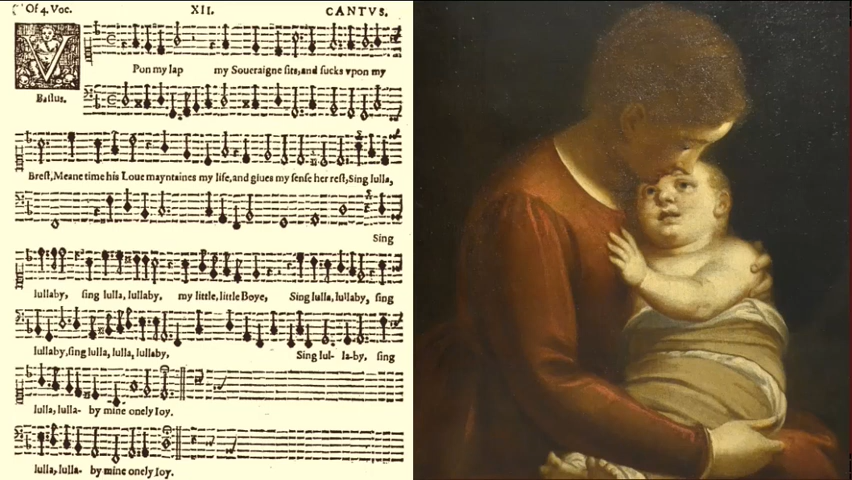 Of 4. Voc. XII. CANTVS.
VPon my lap my Soueraigne sits, and sucks vpon my
Bassus.
Brest, Meane time his Loue mayntaines my life, and giues my sense her rest, Sing lulla,
Sing
lullaby, sing lulla, lullaby, my little, little Boye, Sing lulla, lullaby, sing
lullaby, sing lulla, lulla, lullaby, Sing lul- la-by, sing
lulla, lulla- by mine onely Ioy.
lulla, lulla- by mine onely Ioy.